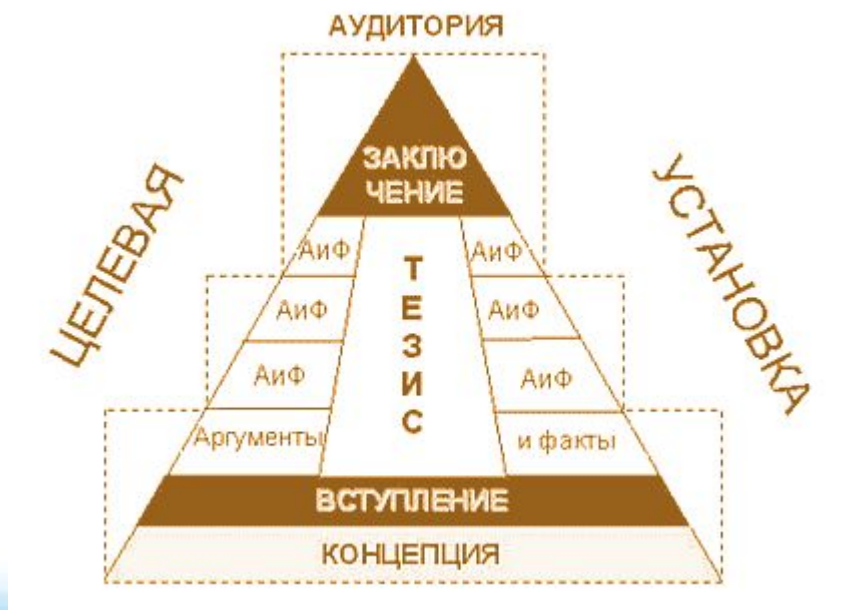 АУДИТОРИЯ
ЦЕЛЕВАЯ
УСТАНОВКА
ЗАКЛЮ
ЧЕНИЕ
АиФ
АиФ
АиФ
АиФ
АиФ
АиФ
Аргументы
и факты
Т
Е
З
И
С
ВСТУПЛЕНИЕ
КОНЦЕПЦИЯ